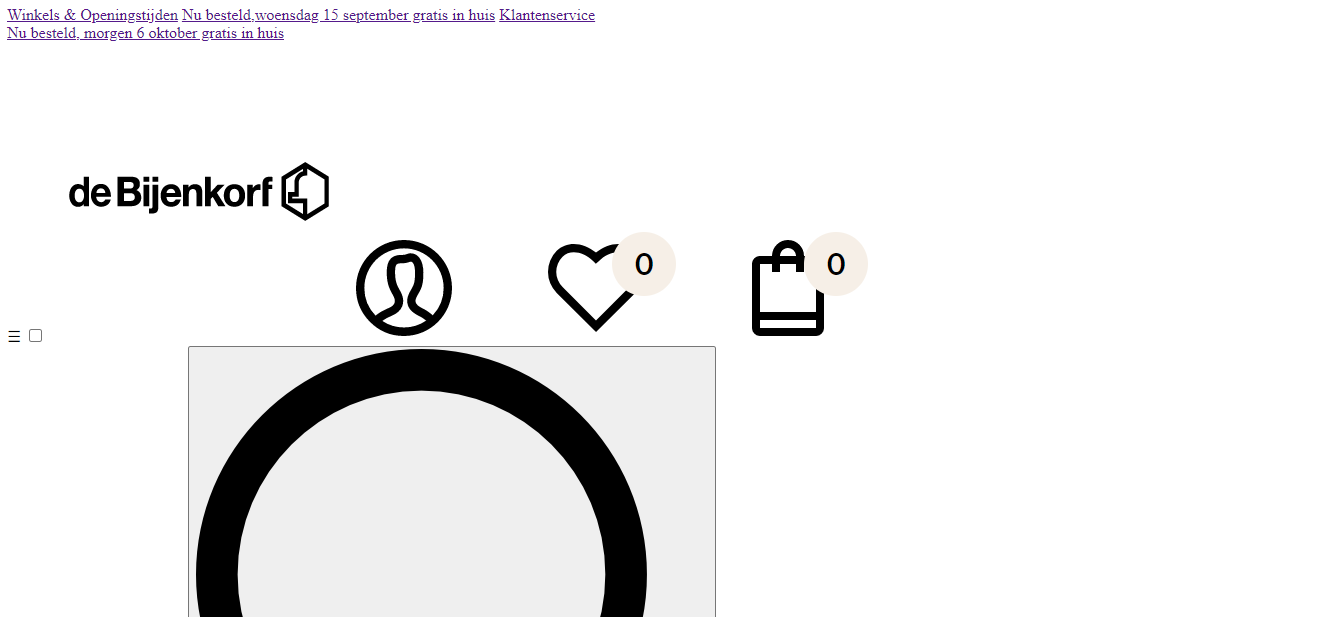 Winkels & Openingstijden Nu besteld,woensdag 15 september gratis in huis Klantenservice
Nu besteld, morgen 6 oktober gratis in huis
de Bijenkorf
0 0
☰